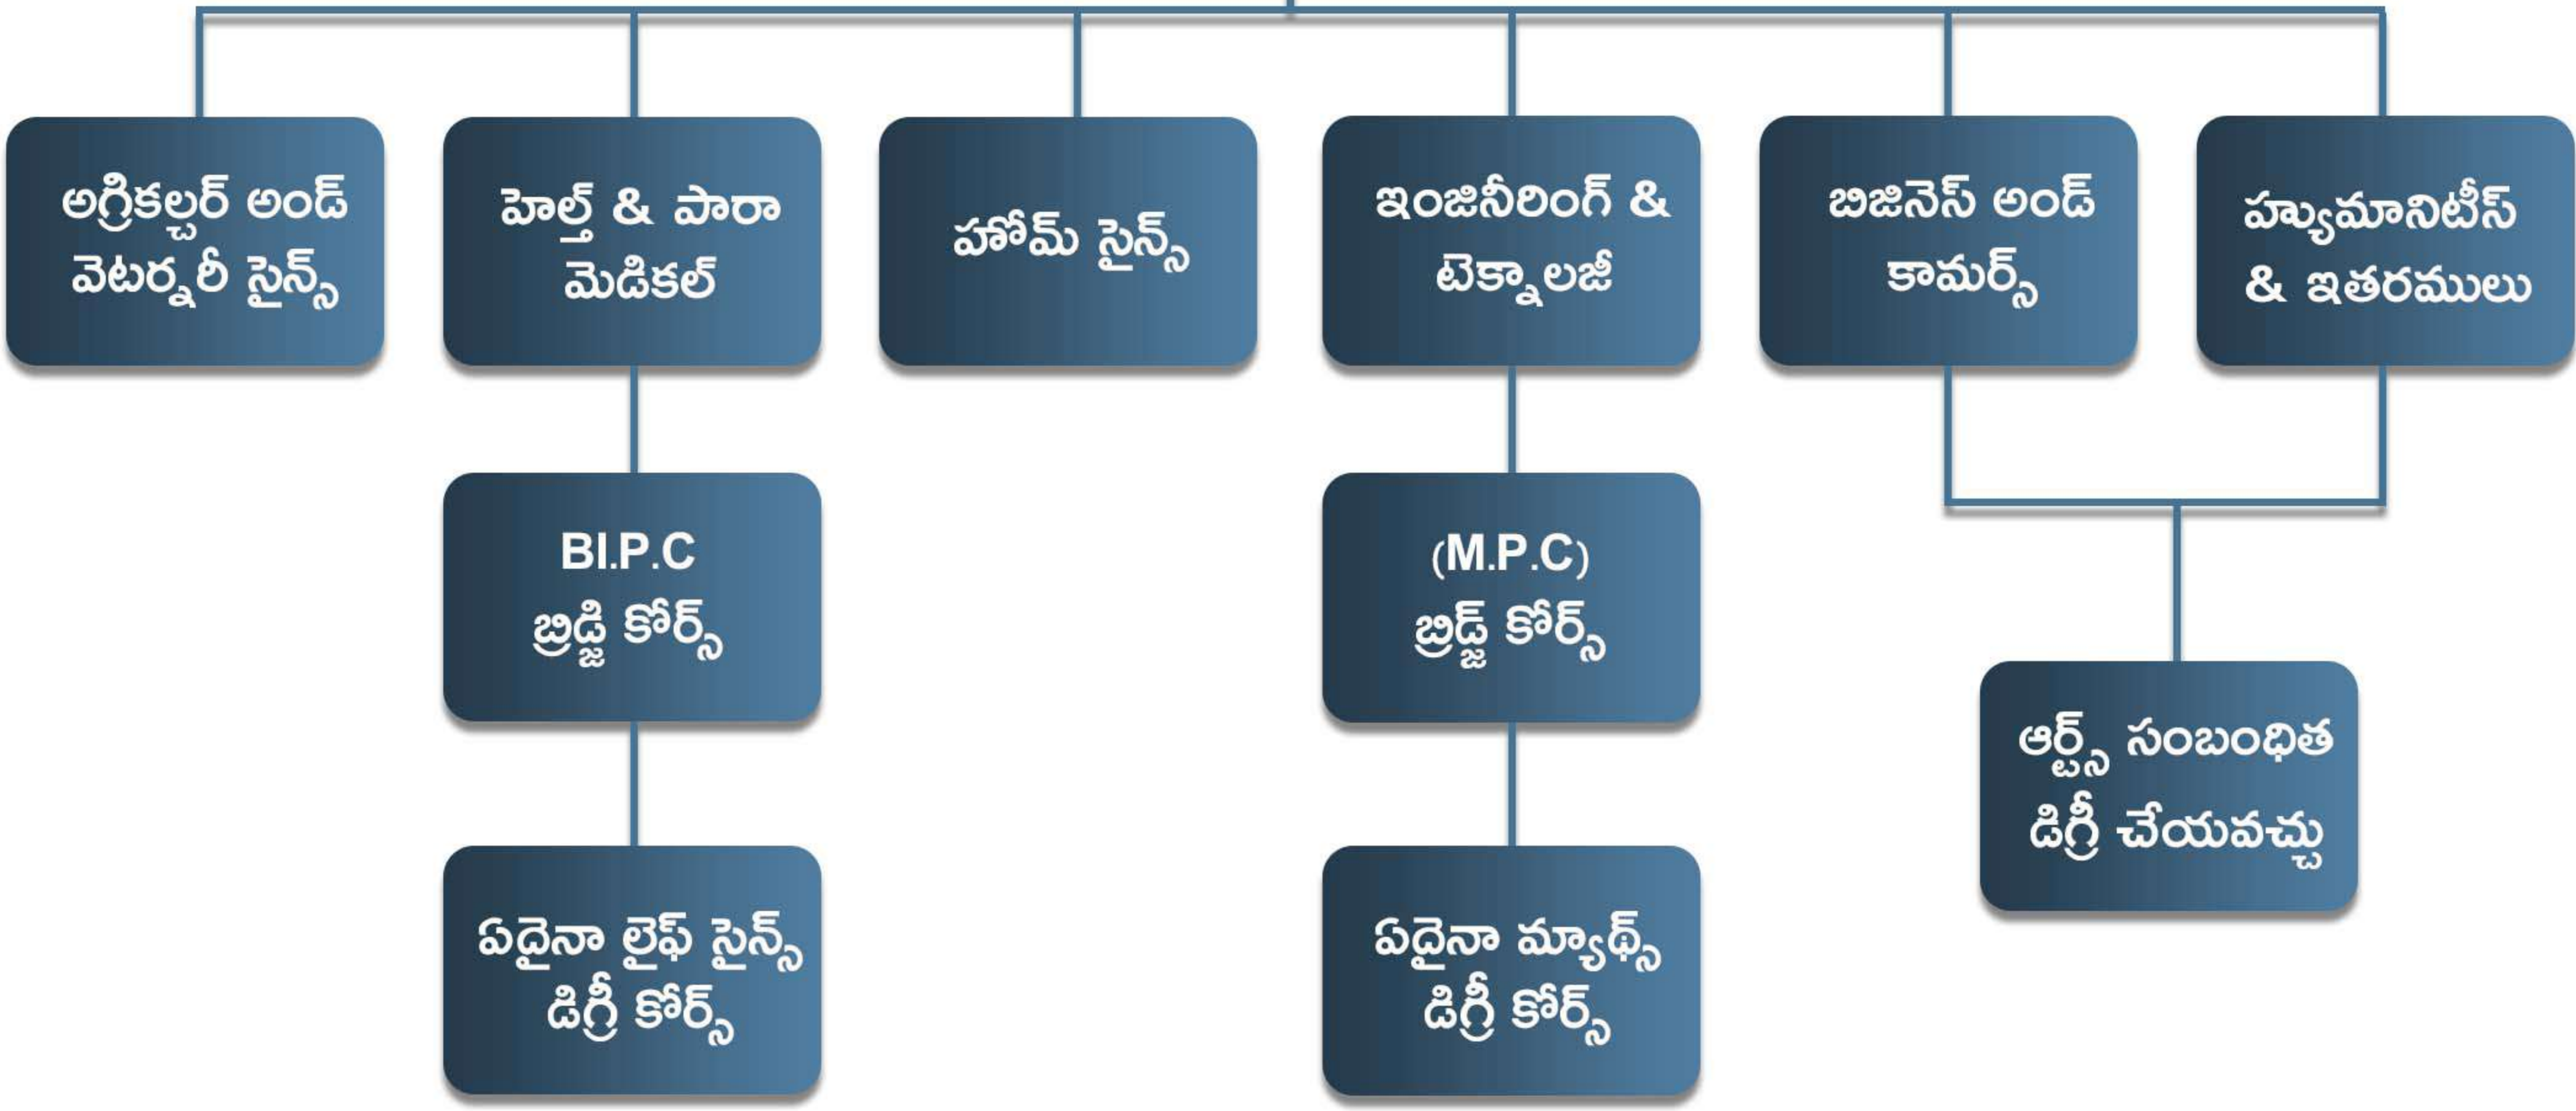 అగ్రికల్చర్ అండ్
వెటర్నరీ సైన్స్
హెల్త్ & పారా
మెడికల్
హోమ్ సైన్స్
ఇంజినీరింగ్ &
టెక్నాలజీ
బిజినెస్ అండ్
కామర్స్
హ్యుమానిటీస్
& ఇతరములు
BI.P.C
బ్రిడ్జి కోర్స్
(M.P.C)
బ్రిడ్జ్ కోర్స్
ఆర్ట్స్ సంబంధిత
డిగ్రీ చేయవచ్చు
ఏదైనా లైఫ్ సైన్స్
డిగ్రీ కోర్స్
ఏదైనా మ్యాథ్స్
డిగ్రీ కోర్స్